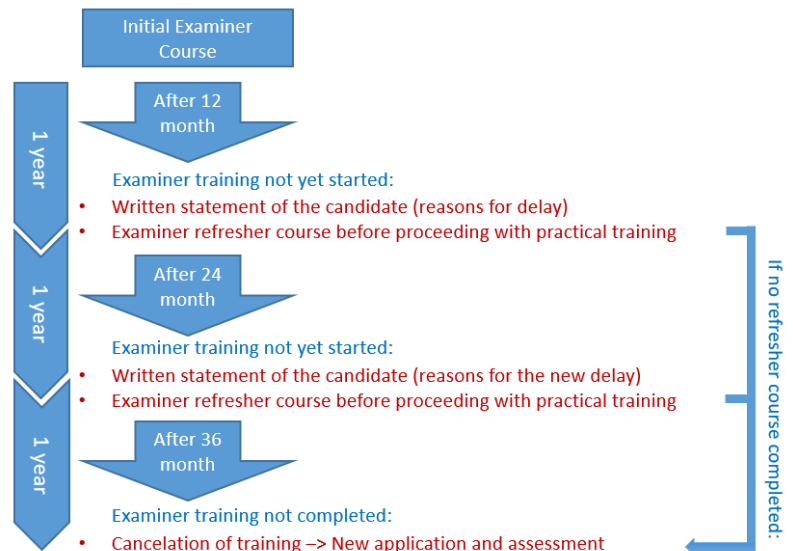 Initial Examiner
Course
After 12
month
1 year
Examiner training not yet started:
• Written statement of the candidate (reasons for delay)
• Examiner refresher course before proceeding with practical training
After 24
month
1 year
Examiner training not yet started:
• Written statement of the candidate (reasons for the new delay)
• Examiner refresher course before proceeding with practical training
After 36
month
1 year
Examiner training not completed:
• Cancelation of training –> New application and assessment
If no refresher course completed: